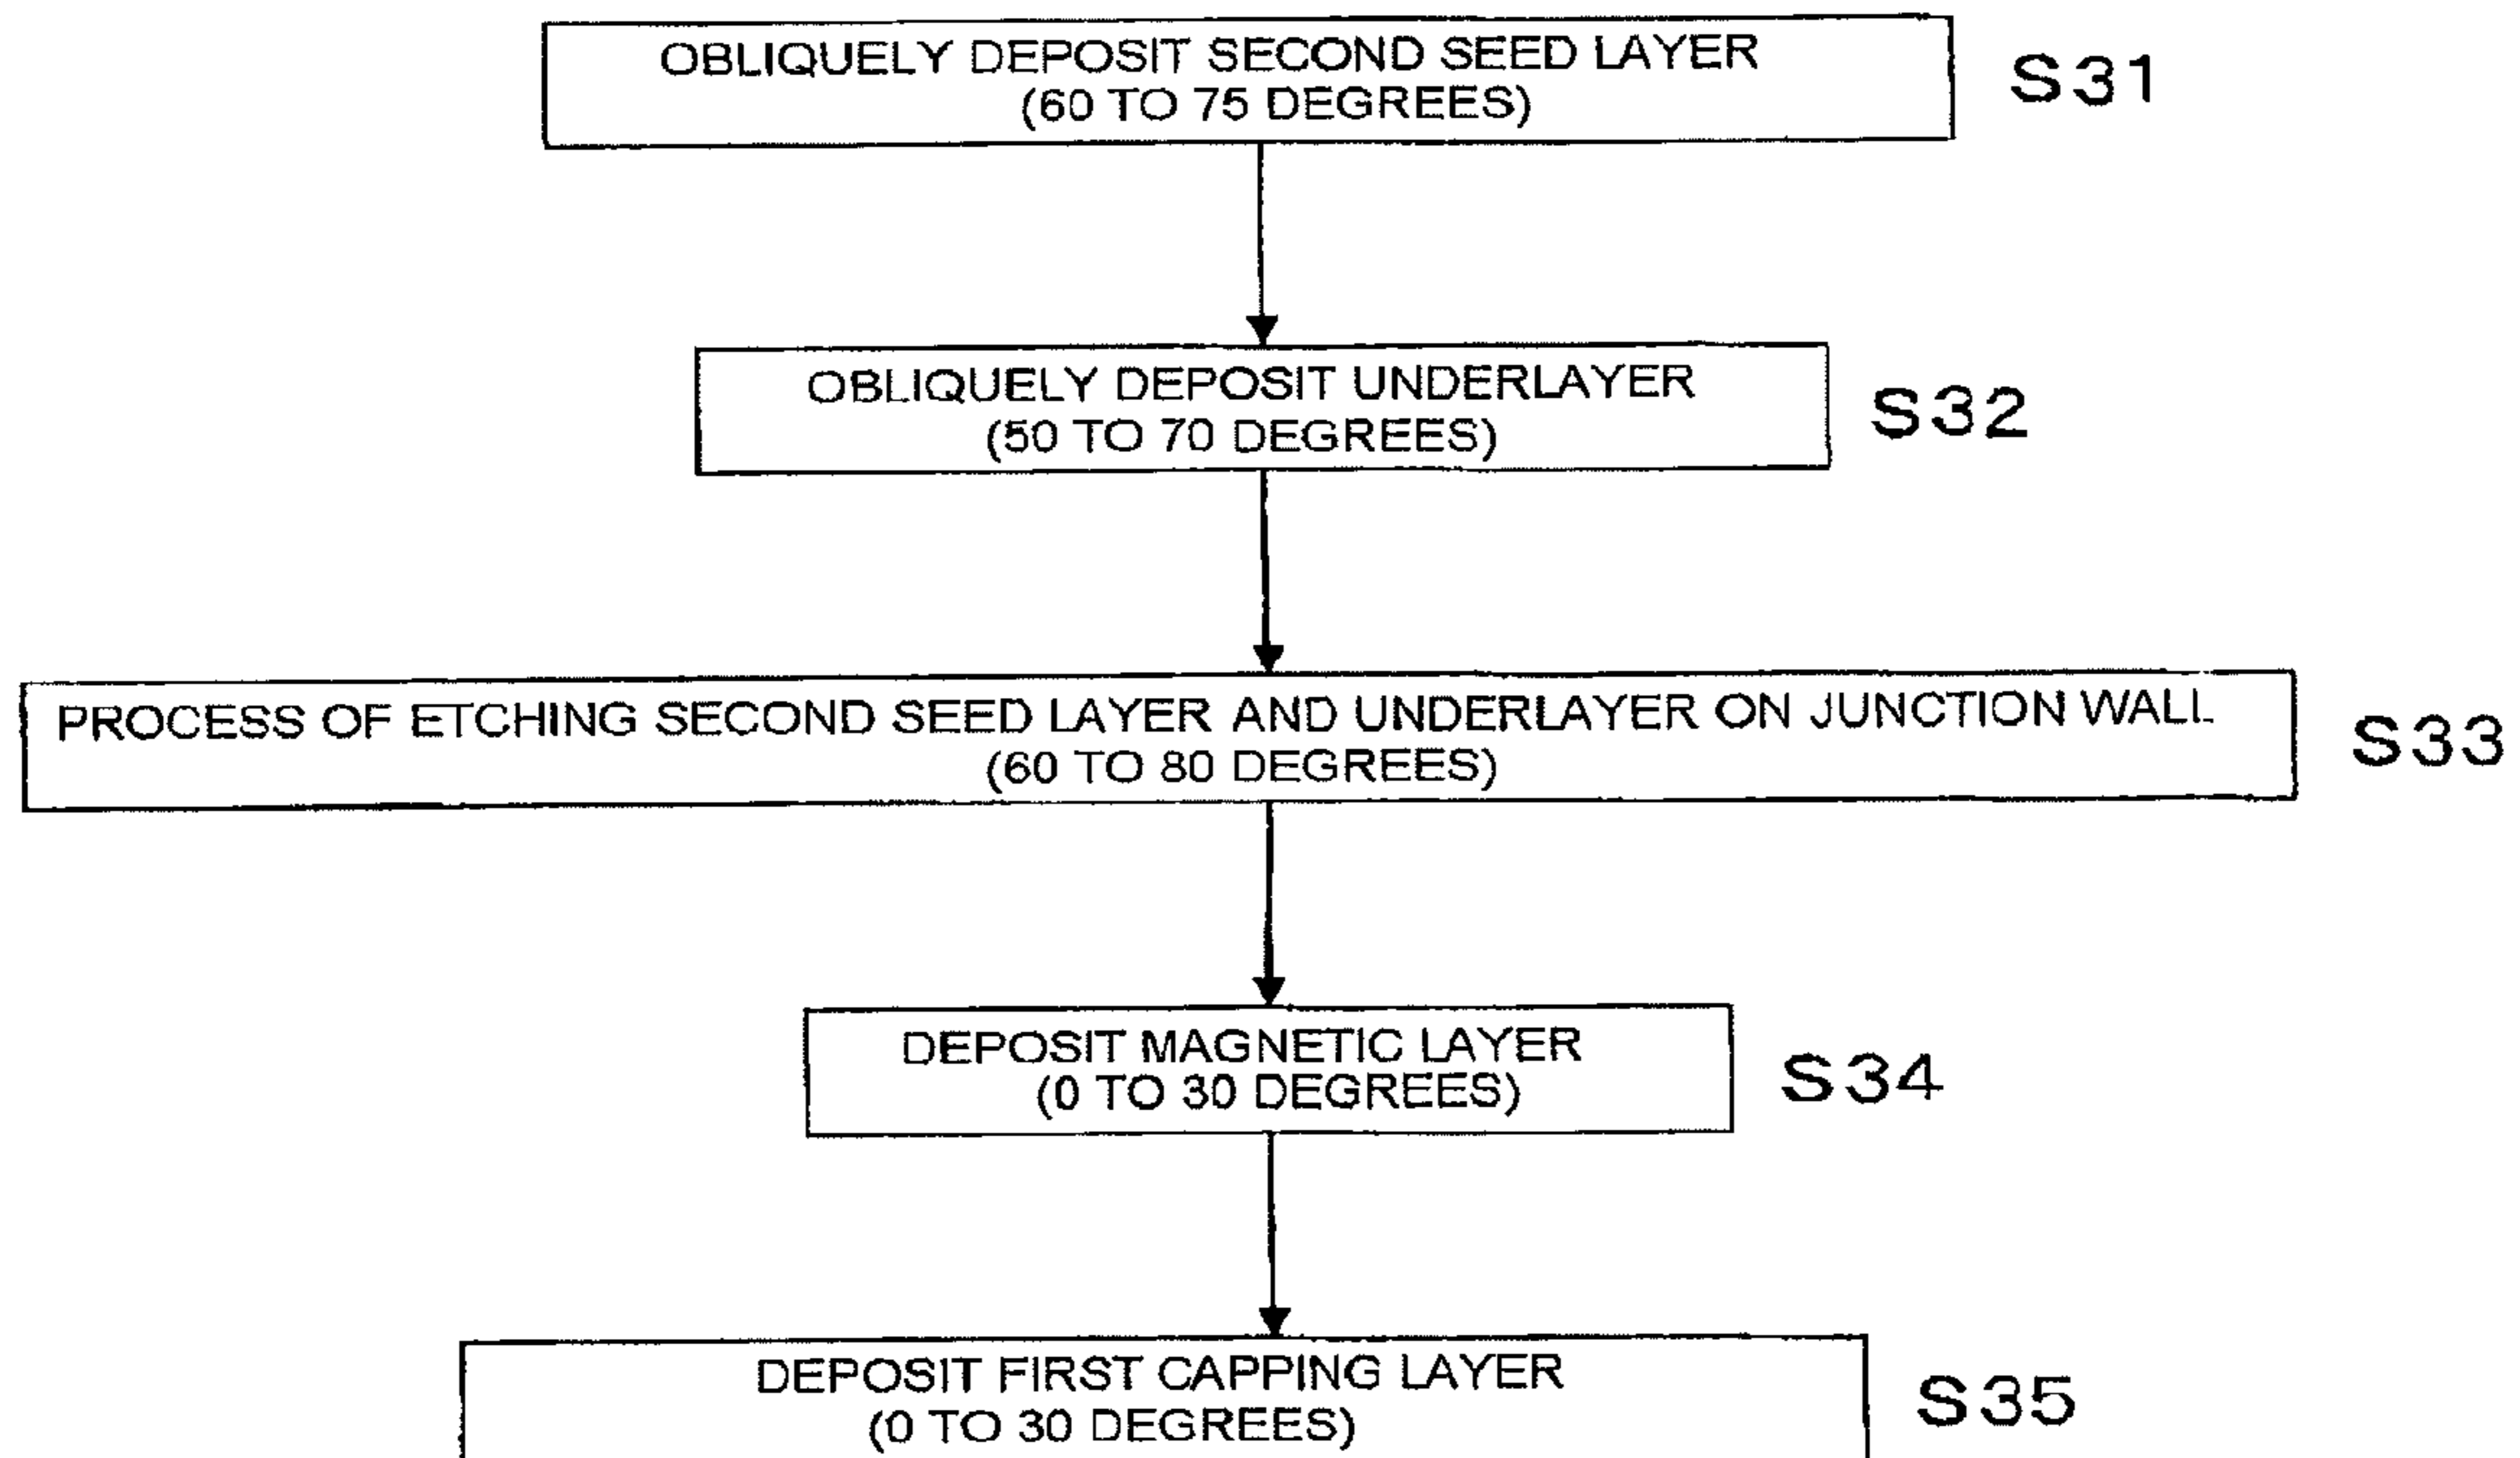 OBLIQUELY DEPOSIT SECOND SEED LAYER
(60 TO 75 DEGREES)
S31
OBLIQUELY DEPOSIT UNDERLAYER
(50 TO 70 DEGREES)
S32
PROCESS OF ETCHING SECOND SEED LAYER AND UNDERLAYER ON JUNCTION WALL
(60 TO 80 DEGREES)
S33
DEPOSIT MAGNETIC LAYER
(0 TO 30 DEGREES)
S34
DEPOSIT FIRST CAPPING LAYER
(0 TO 30 DEGREES)
S35